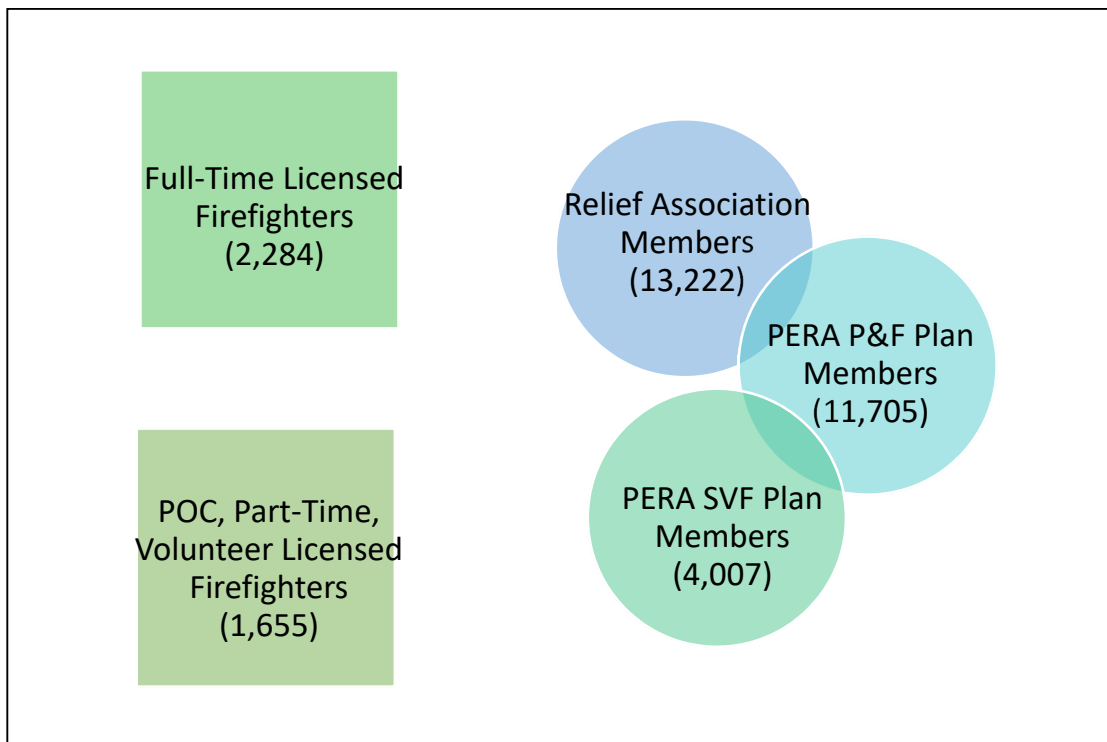 Full-Time Licensed
Firefighters
(2,284)
POC, Part-Time,
Volunteer Licensed
Firefighters
(1,655)
Relief Association
Members
(13,222)
PERA P&F Plan
Members
(11,705)
PERA SVF Plan
Members
(4,007)